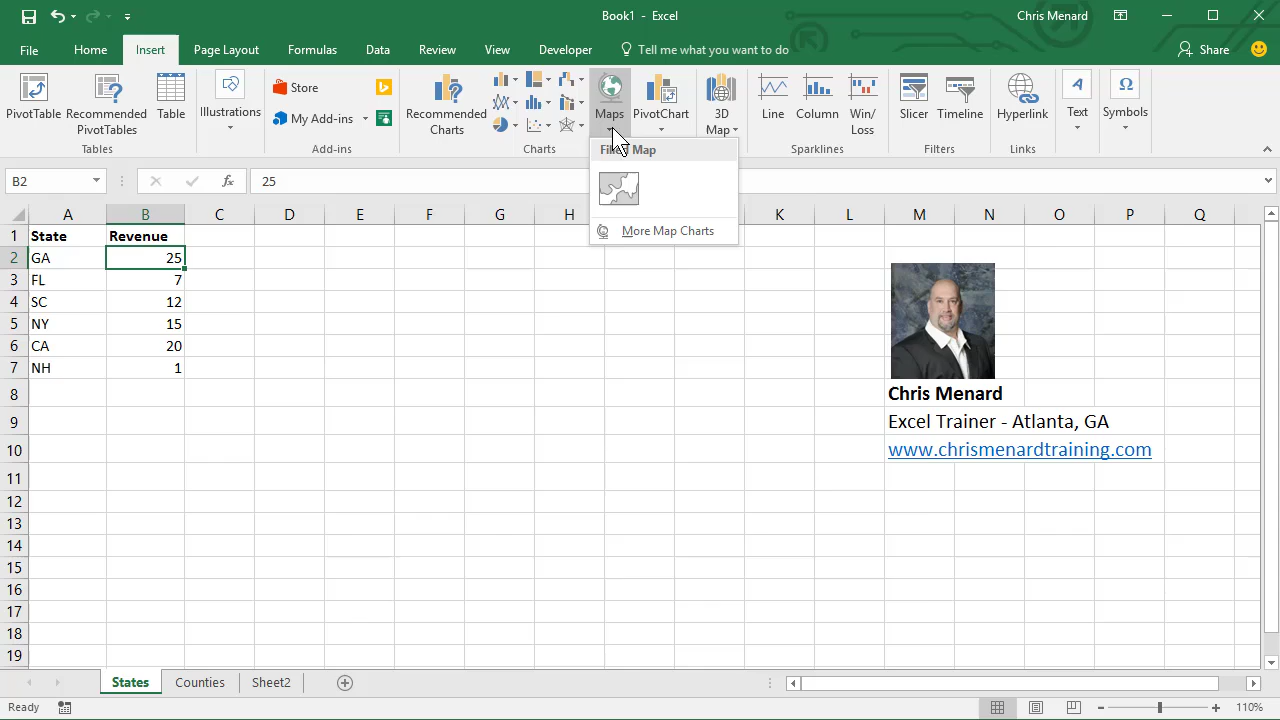 Book1 - Excel
Chris Menard
File Home Insert Page Layout Formulas Data Review View Developer Tell me what you want to do Share
PivotTable
Recommended PivotTables
Table
Tables
Illustrations
Store
My Add-ins
Add-ins
Recommended Charts
Charts
Maps
PivotChart
3D Map
Line
Column
Win/ Loss
Sparklines
Slicer
Timeline
Filters
Hyperlink
Links
Text
Symbols
Map
More Map Charts
B2 fx 25
A B C D E F G H K L M N O P Q
1 State Revenue
2 GA 25
3 FL 7
4 SC 12
5 NY 15
6 CA 20
7 NH 1
8
9
10
11
12
13
14
15
16
17
18
19
Chris Menard
Excel Trainer - Atlanta, GA
www.chrismenardtraining.com
States Counties Sheet2
Ready
110%